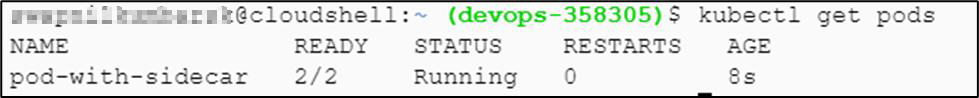 @cloudshell:~ (devops-358305)$ kubectl get pods
NAME READY STATUS RESTARTS AGE
pod-with-sidecar 2/2 Running 0 8s